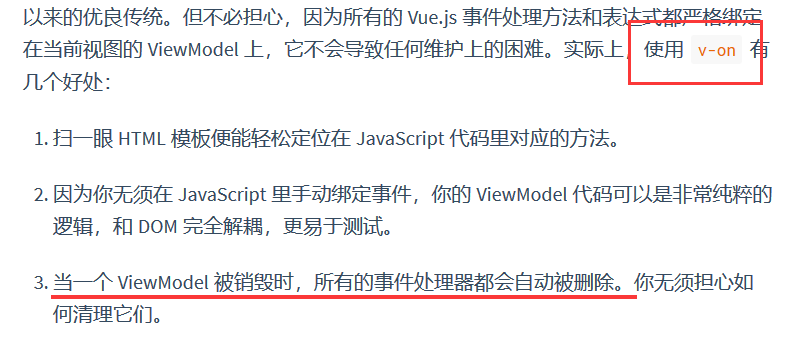 以来的优良传统。但不必担心，因为所有的 Vue.js 事件处理方法和表达式都严格绑定
在当前视图的 ViewModel 上，它不会导致任何维护上的困难。实际上，使用 v-on 有
几个好处：
1. 扫一眼 HTML 模板便能轻松定位在 JavaScript 代码里对应的方法。
2. 因为你无须在 JavaScript 里手动绑定事件，你的 ViewModel 代码可以是非常纯粹的
逻辑，和 DOM 完全解耦，更易于测试。
3. 当一个 ViewModel 被销毁时，所有的事件处理器都会自动被删除。你无须担心如
何清理它们。